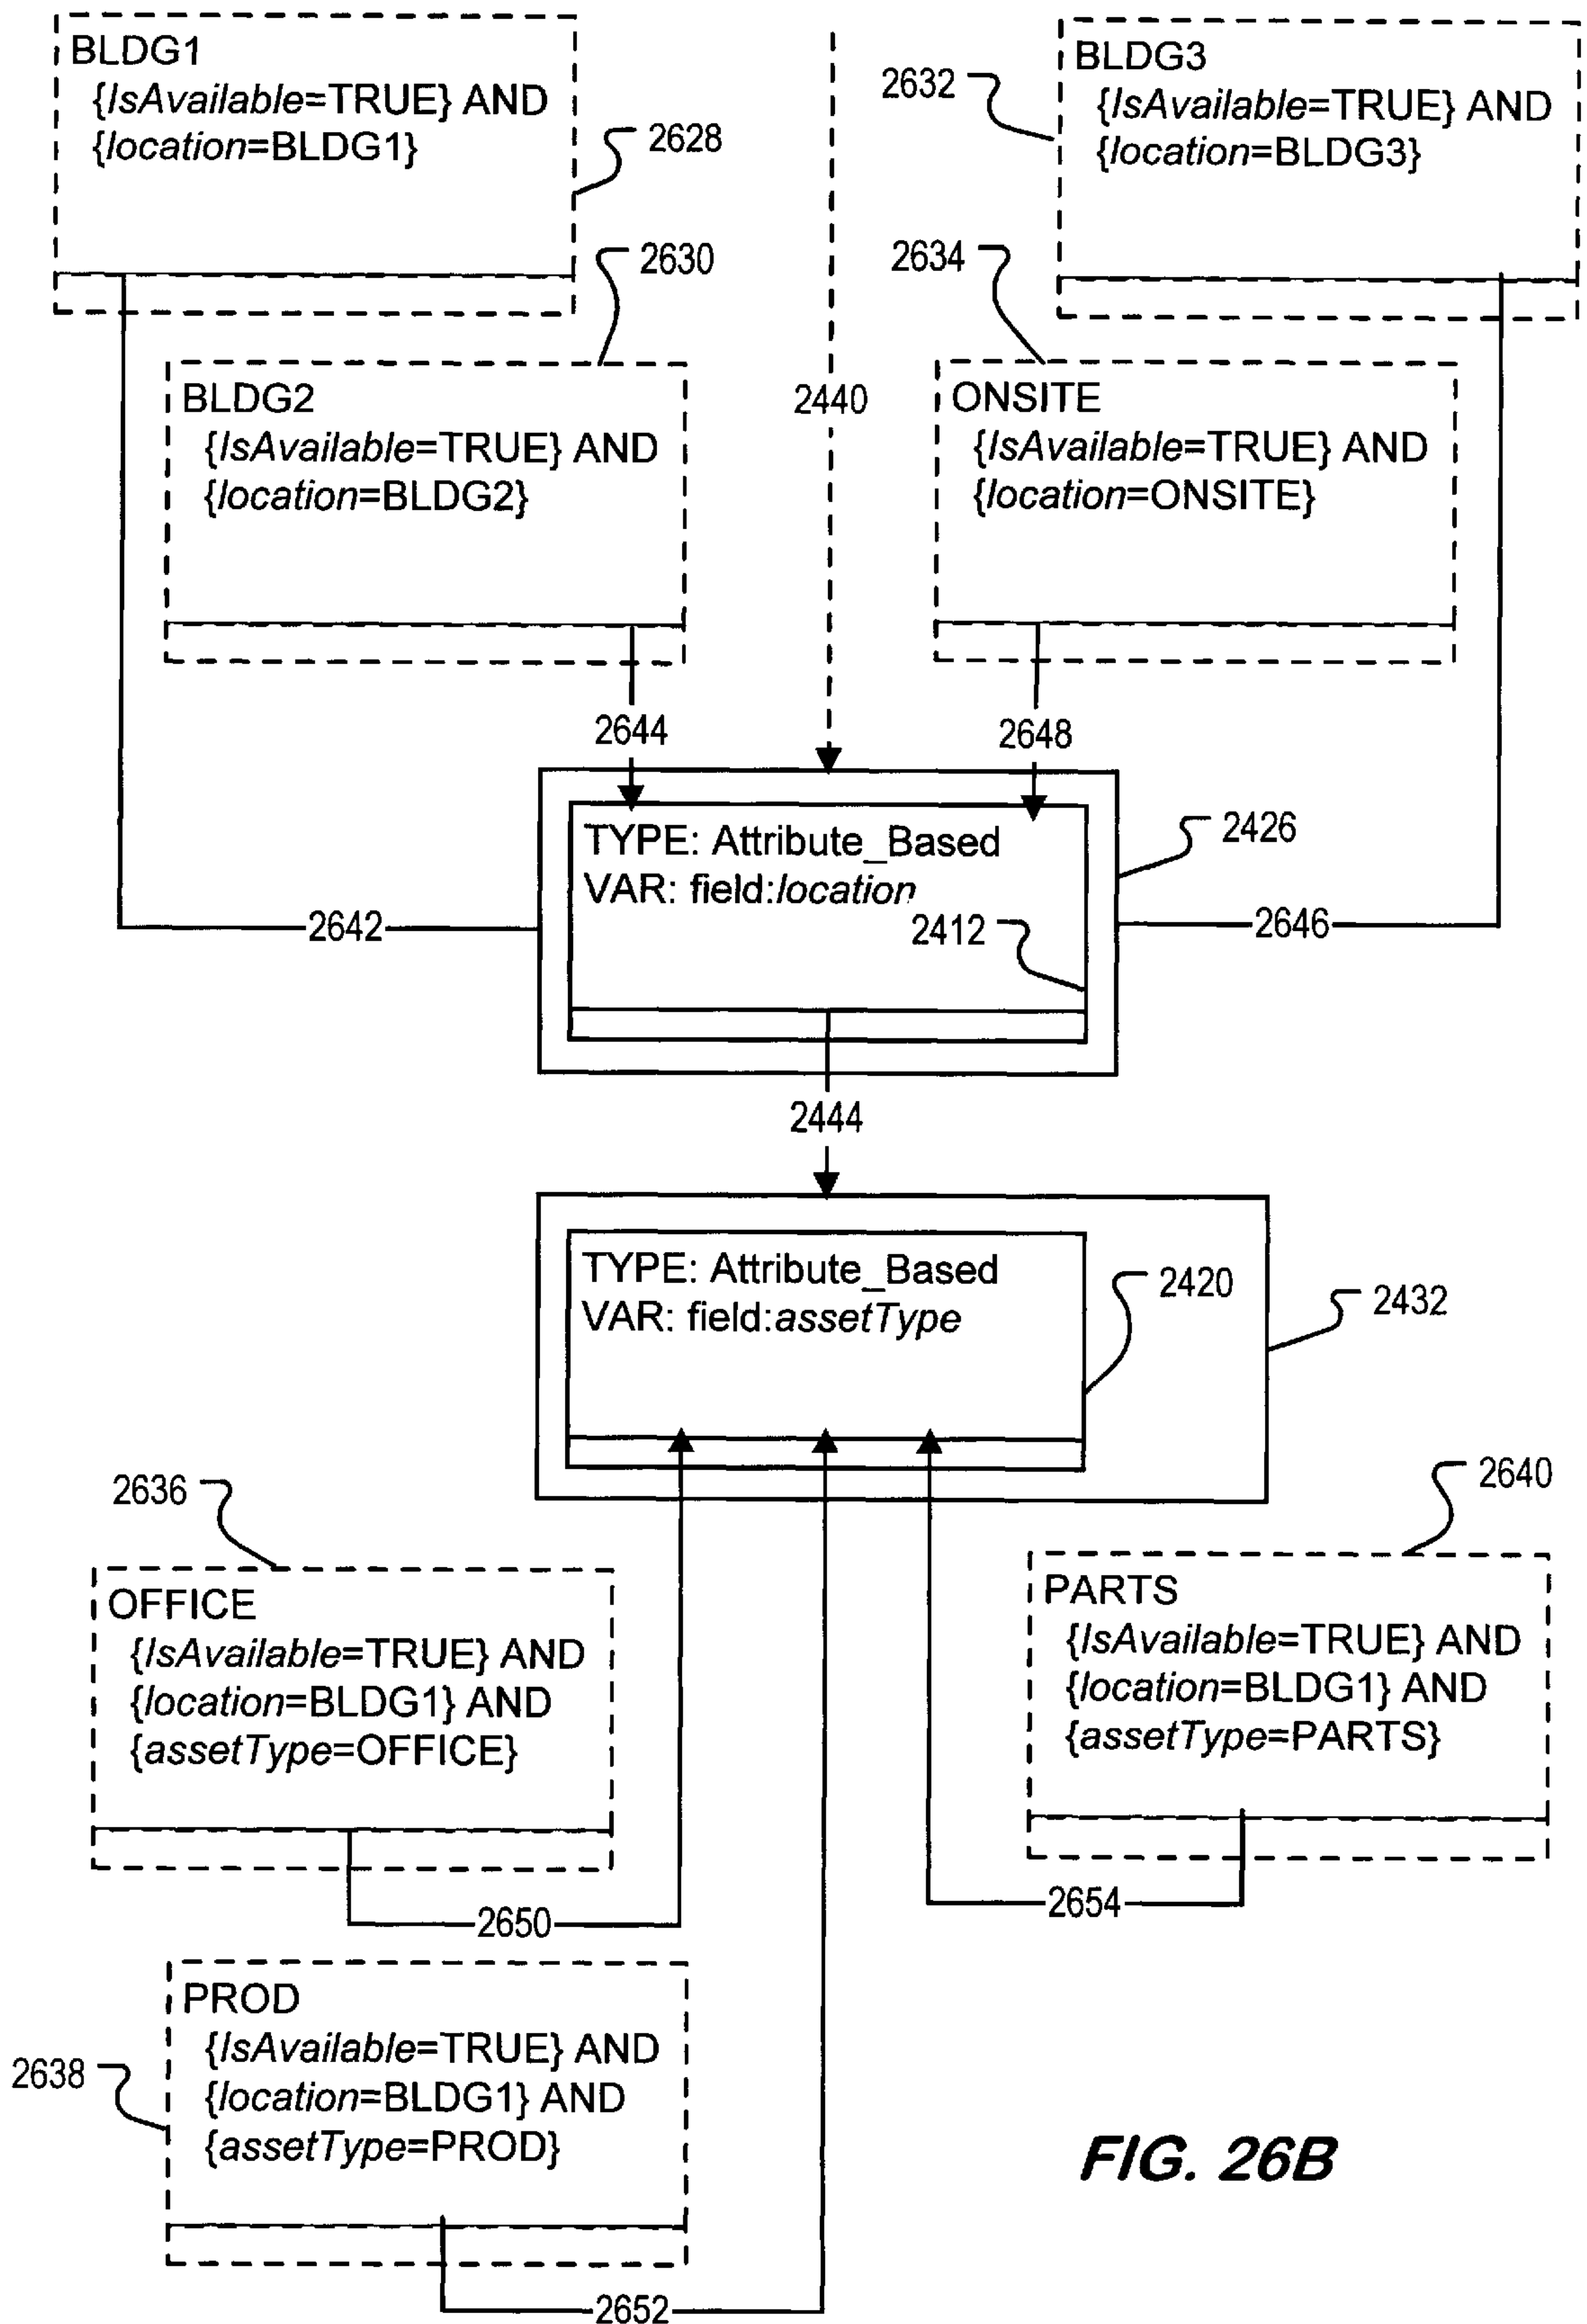 BLDG1
{IsAvailable=TRUE} AND
{location=BLDG1}
2628
BLDG3
{IsAvailable=TRUE} AND
{location=BLDG3}
2632
2630
BLDG2
{IsAvailable=TRUE} AND
{location=BLDG2}
2440
2634
ONSITE
{IsAvailable=TRUE} AND
{location=ONSITE}
2644
2648
TYPE: Attribute_Based
VAR: field:location
2426
2412
2642
2646
2444
TYPE: Attribute_Based
VAR: field:assetType
2420
2432
2636
OFFICE
{IsAvailable=TRUE} AND
{location=BLDG1} AND
{assetType=OFFICE}
2640
PARTS
{IsAvailable=TRUE} AND
{location=BLDG1} AND
{assetType=PARTS}
2650
2654
PROD
{IsAvailable=TRUE} AND
{location=BLDG1} AND
{assetType=PROD}
2638
2652
FIG. 26B